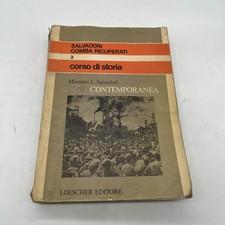 SALVADORI
COMBA RICUPERATI
3
corso di storia
Massimo L. Salvadori
CONTEMPORANEA
LOESCHER EDITORE